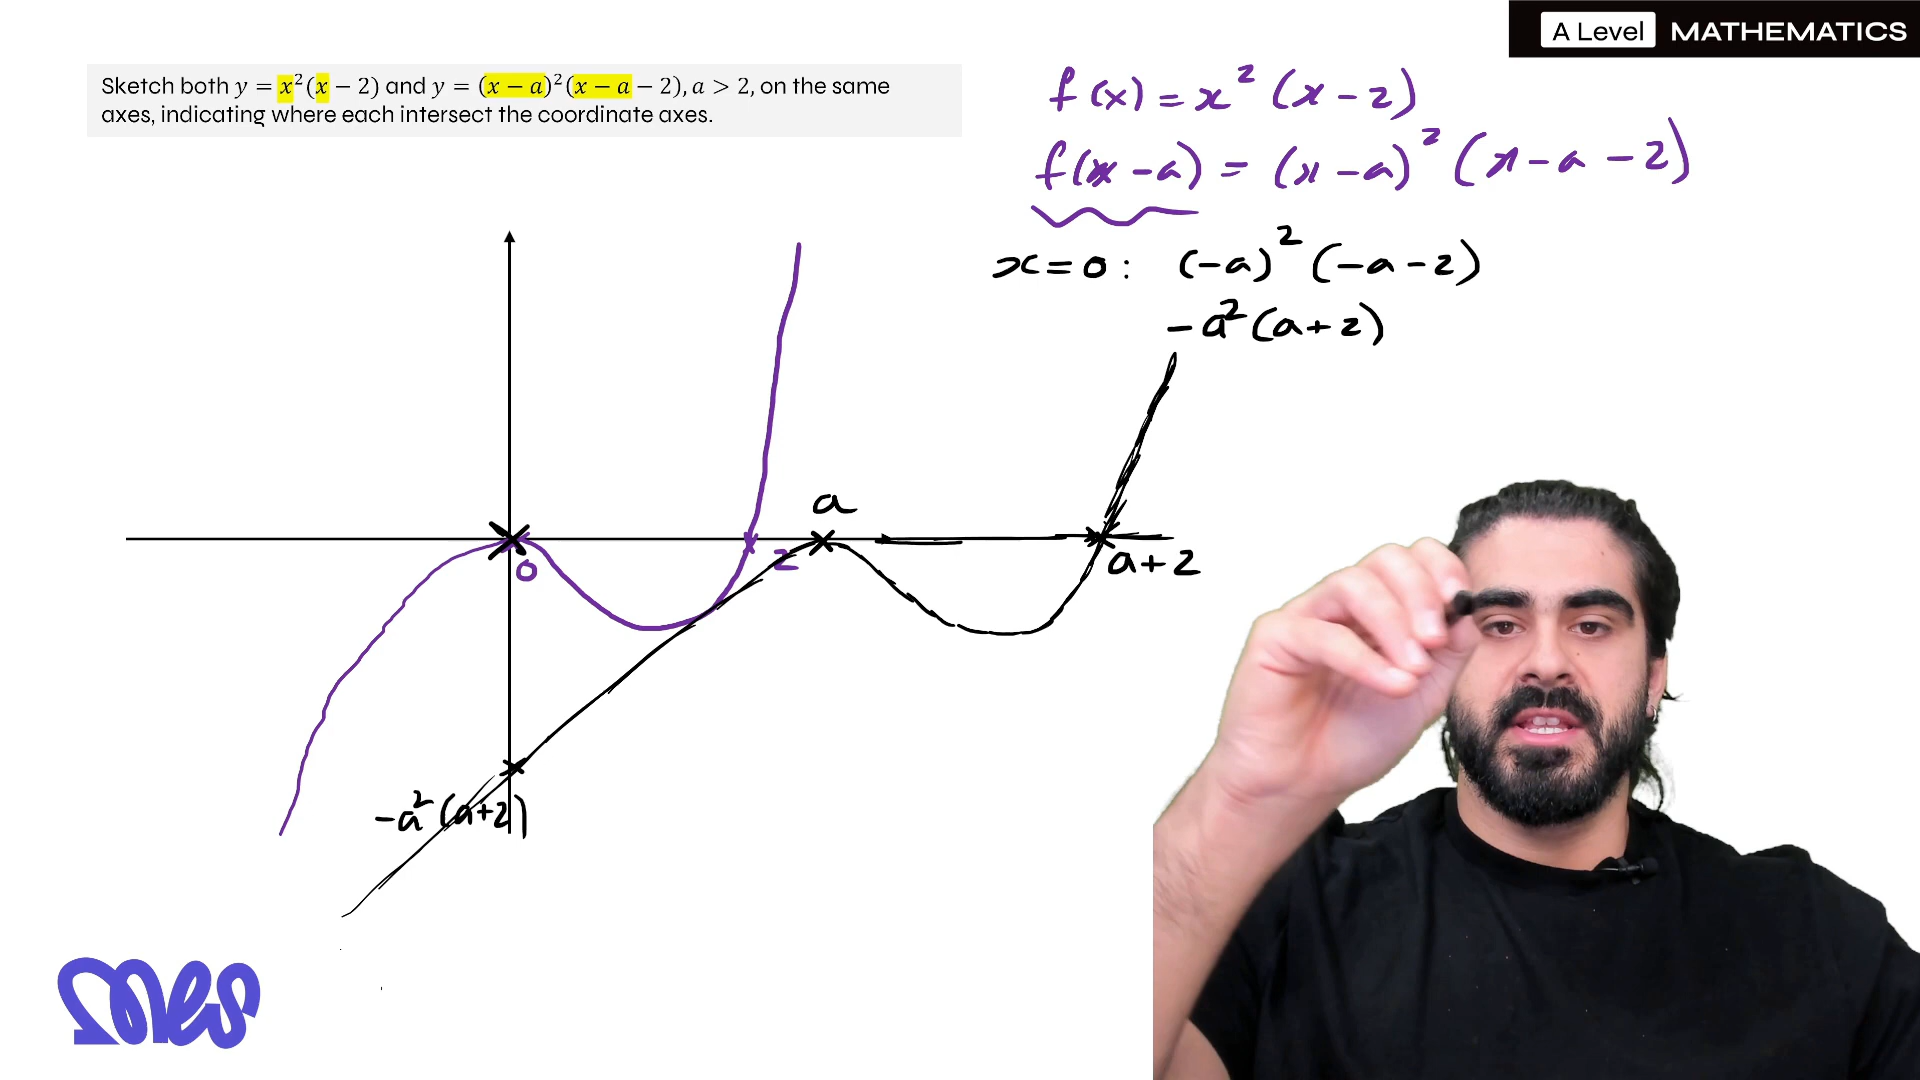 A Level MATHEMATICS
Sketch both y = x²(x − 2) and y = (x − a)²(x − a − 2), a > 2, on the same
axes, indicating where each intersect the coordinate axes.
f(x) = x²(x − 2)
f(x − a) = (x − a)²(x − a − 2)
x = 0 : (−a)²(−a − 2)
−a²(a + 2)
a
0
2
a + 2
−a²(a+2)
mes